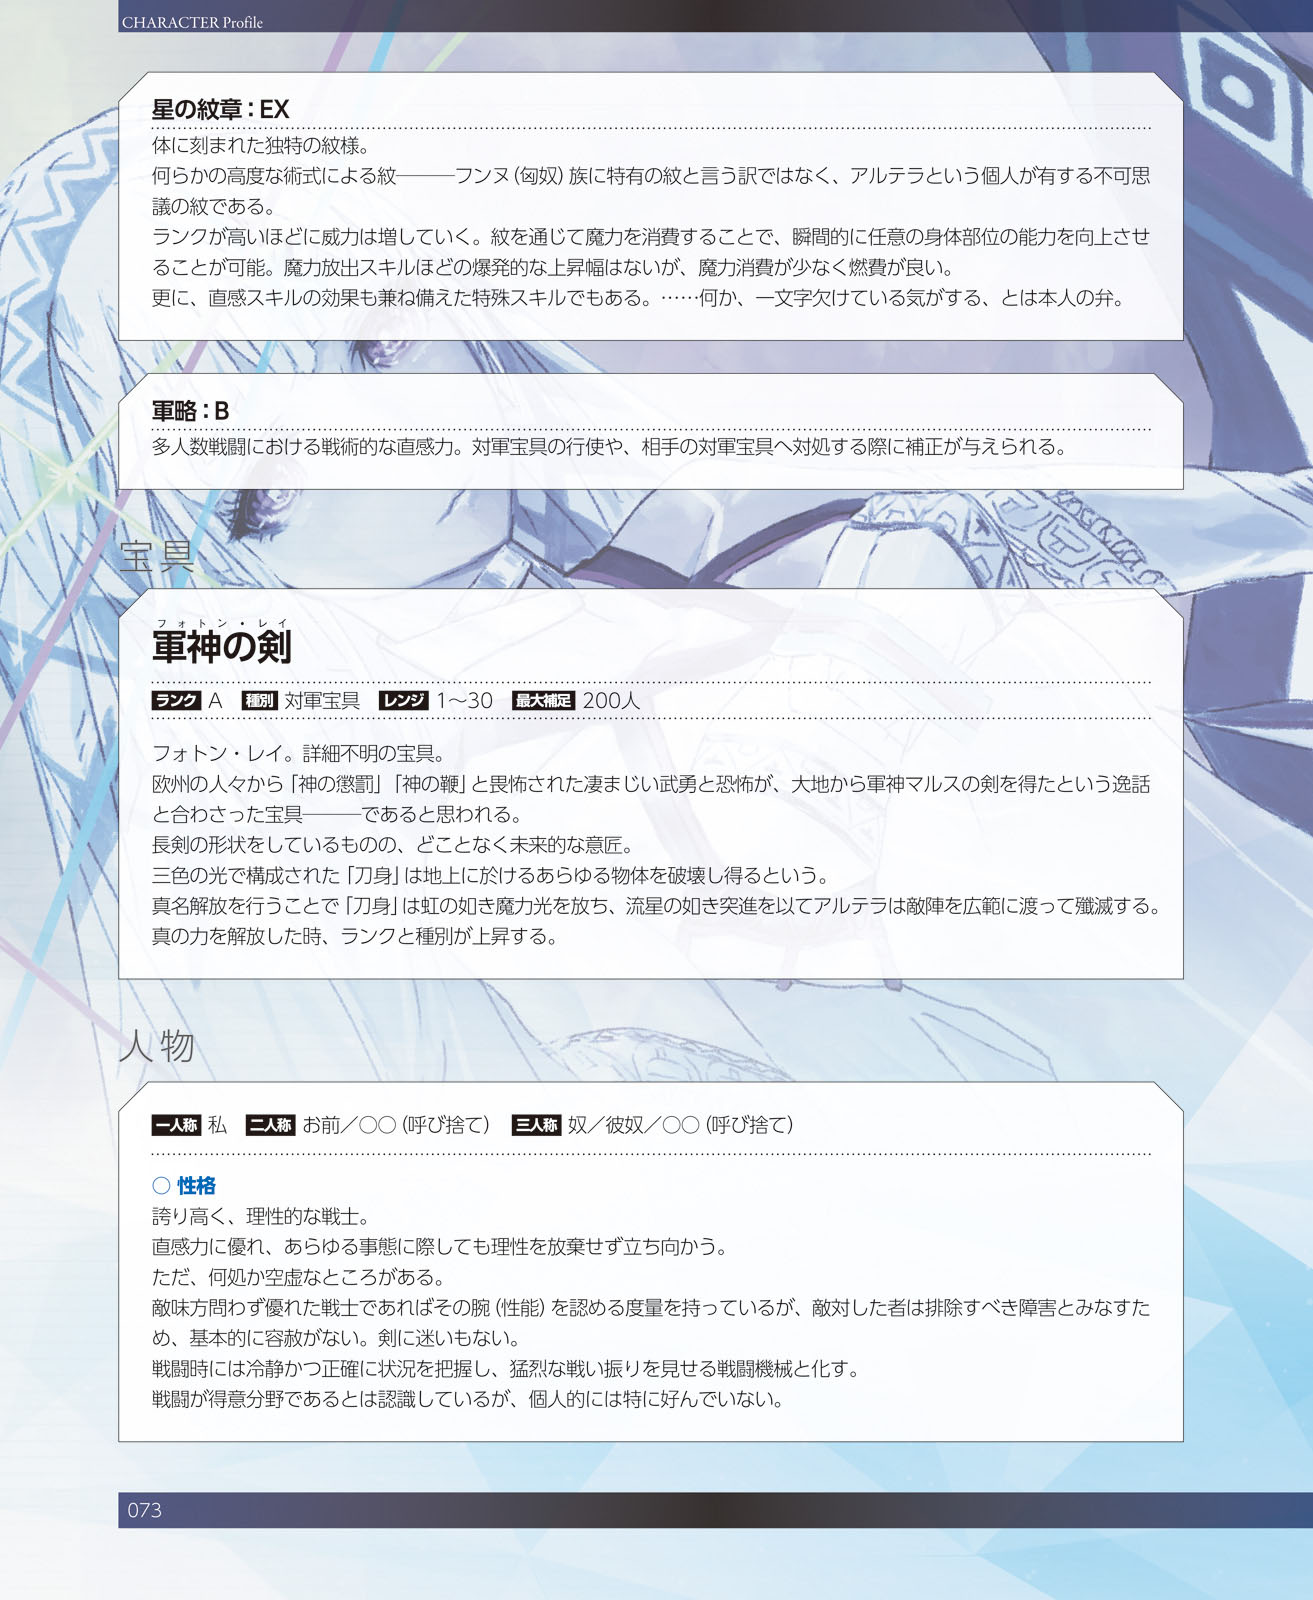 CHARACTER Profile
星の紋章：EX
体に刻まれた独特の紋様。
何らかの高度な術式による紋―――フンヌ（匈奴）族に特有の紋と言う訳ではなく、アルテラという個人が有する不可思
議の紋である。
ランクが高いほどに威力は増していく。紋を通じて魔力を消費することで、瞬間的に任意の身体部位の能力を向上させ
ることが可能。魔力放出スキルほどの爆発的な上昇幅はないが、魔力消費が少なく燃費が良い。
更に、直感スキルの効果も兼ね備えた特殊スキルでもある。……何か、一文字欠けている気がする、とは本人の弁。
軍略：B
多人数戦闘における戦術的な直感力。対軍宝具の行使や、相手の対軍宝具へ対処する際に補正が与えられる。
宝具
フォトン・レイ
軍神の剣
ランク A 種別 対軍宝具 レンジ 1〜30 最大補足 200人
フォトン・レイ。詳細不明の宝具。
欧州の人々から「神の懲罰」「神の鞭」と畏怖された凄まじい武勇と恐怖が、大地から軍神マルスの剣を得たという逸話
と合わさった宝具―――であると思われる。
長剣の形状をしているものの、どことなく未来的な意匠。
三色の光で構成された「刀身」は地上に於けるあらゆる物体を破壊し得るという。
真名解放を行うことで「刀身」は虹の如き魔力光を放ち、流星の如き突進を以てアルテラは敵陣を広範に渡って殲滅する。
真の力を解放した時、ランクと種別が上昇する。
人物
一人称 私 二人称 お前／○○（呼び捨て） 三人称 奴／彼奴／○○（呼び捨て）
○ 性格
誇り高く、理性的な戦士。
直感力に優れ、あらゆる事態に際しても理性を放棄せず立ち向かう。
ただ、何処か空虚なところがある。
敵味方問わず優れた戦士であればその腕（性能）を認める度量を持っているが、敵対した者は排除すべき障害とみなすた
め、基本的に容赦がない。剣に迷いもない。
戦闘時には冷静かつ正確に状況を把握し、猛烈な戦い振りを見せる戦闘機械と化す。
戦闘が得意分野であるとは認識しているが、個人的には特に好んでいない。
073